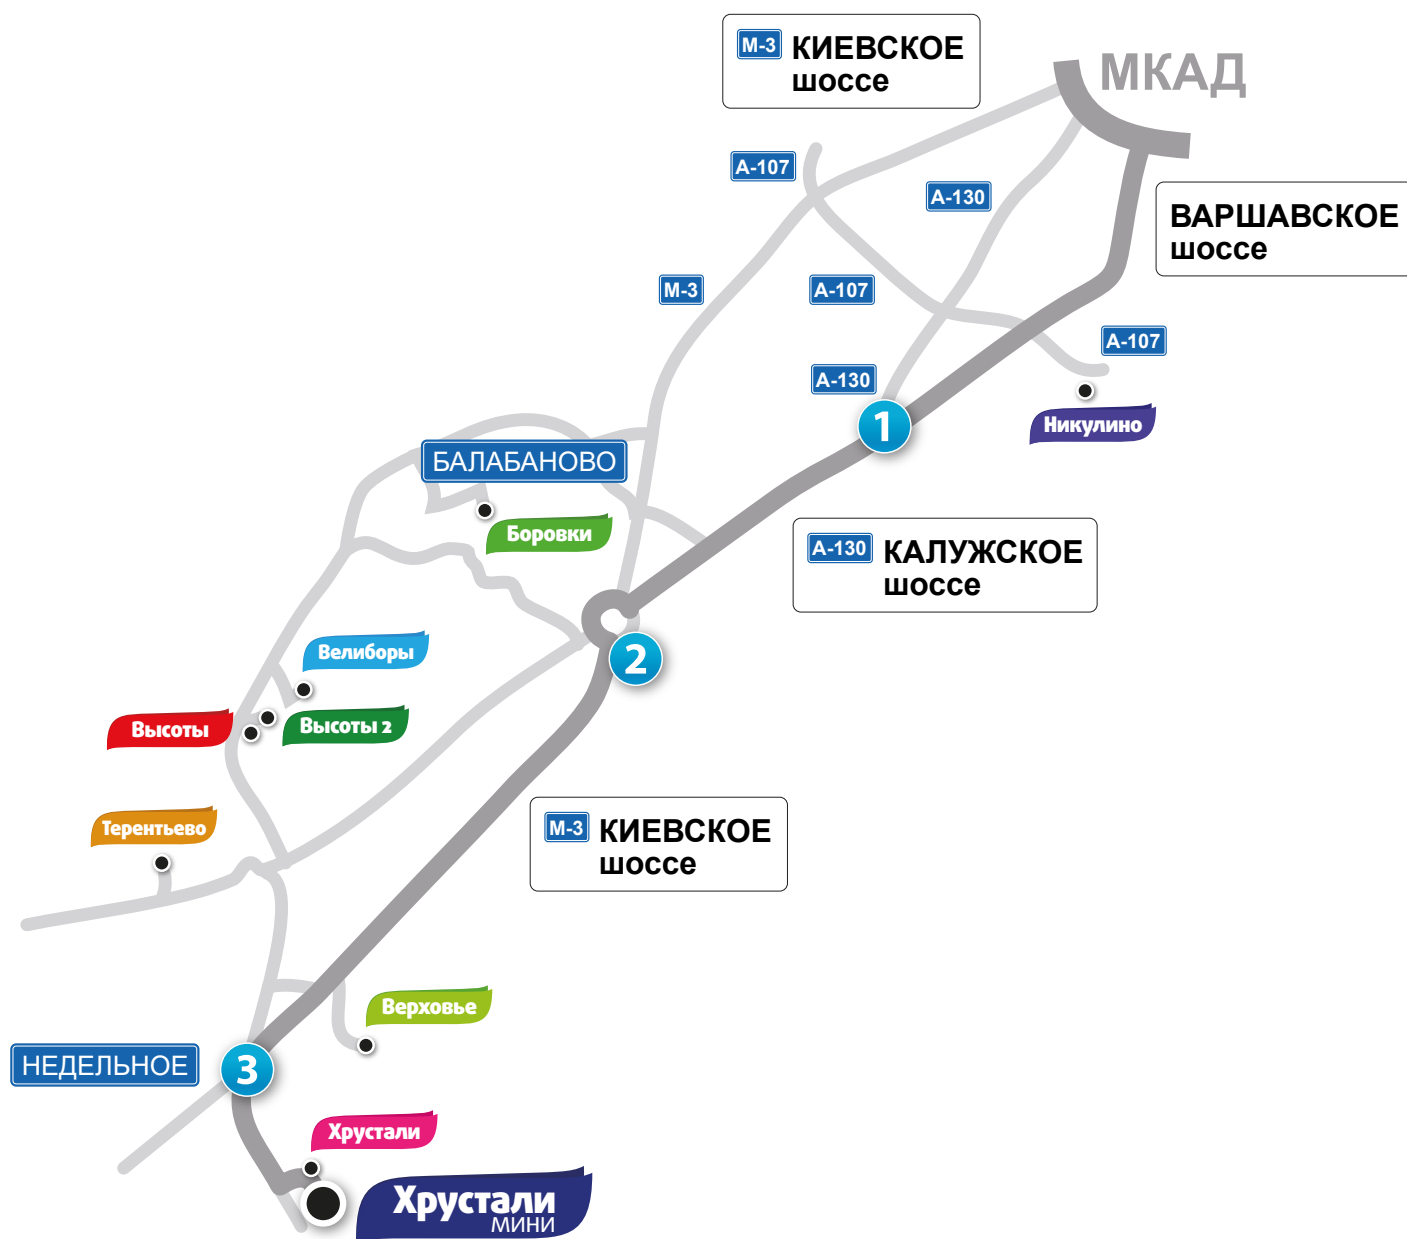 М-3 КИЕВСКОЕ
шоссе
МКАД
А-107
А-130
ВАРШАВСКОЕ
шоссе
М-3
А-107
А-107
А-130
1
Никулино
БАЛАБАНОВО
Боровки
А-130 КАЛУЖСКОЕ
шоссе
2
Велиборы
Высоты
Высоты 2
Терентьево
М-3 КИЕВСКОЕ
шоссе
Верховье
НЕДЕЛЬНОЕ
3
Хрустали
Хрустали
МИНИ